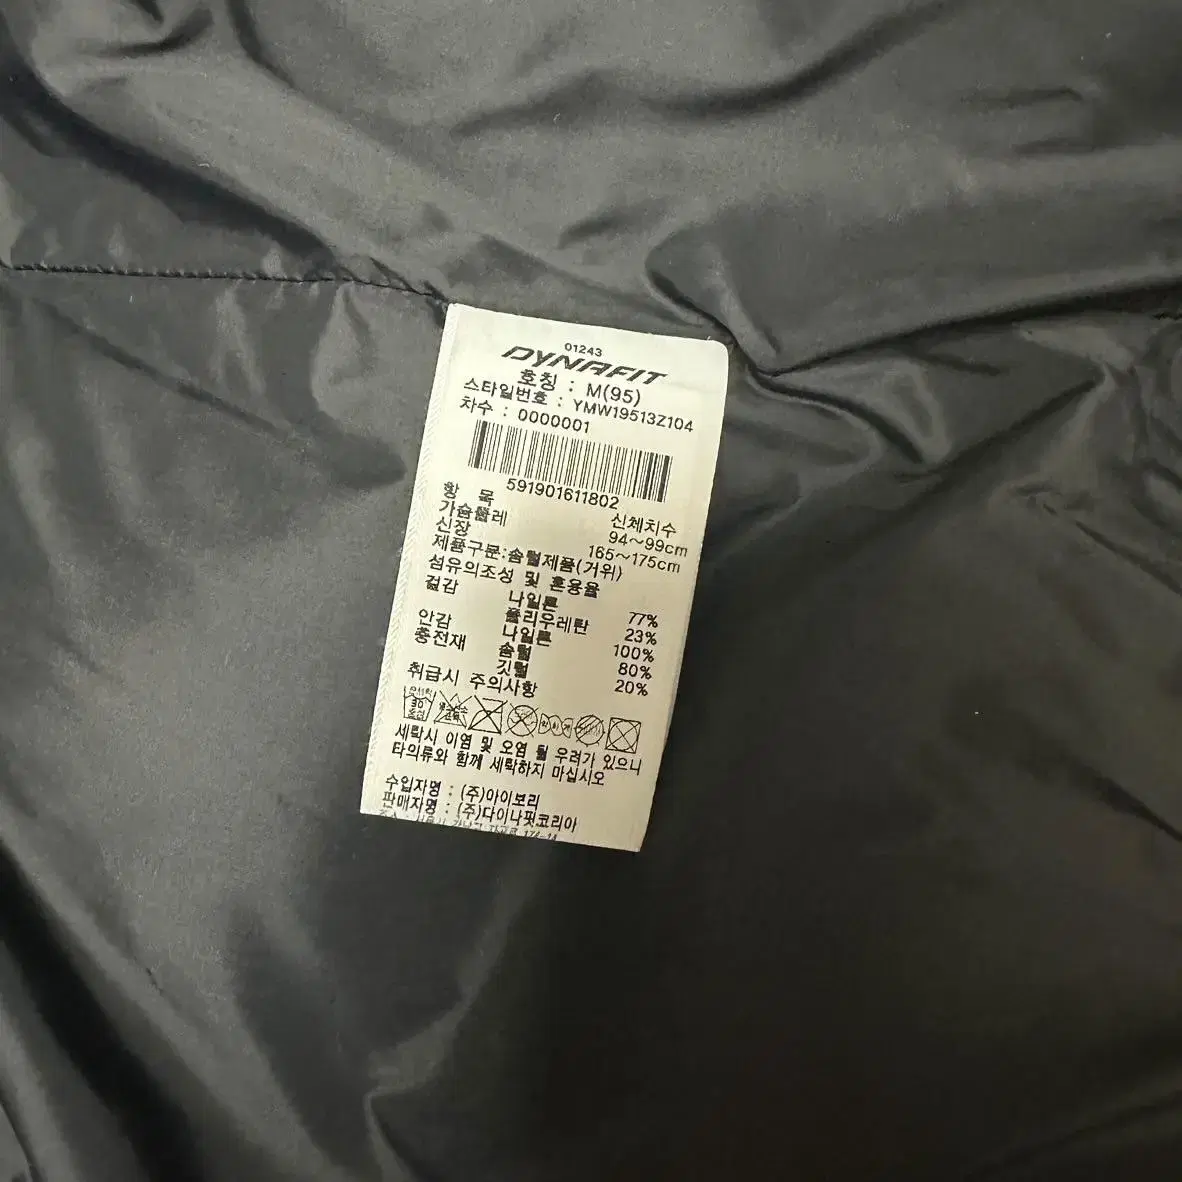 01243
DYNAFIT
호칭 : M(95)
스타일번호 : YMW19513Z104
차수 : 0000001
591901611802
항 목 신체치수
가슴둘레 94~99cm
신장 165~175cm
제품구분:솜털제품(거위)
섬유의조성 및 혼용율
겉감 나일론 77%
폴리우레탄 23%
안감 나일론 100%
충전재 솜털 80%
깃털 20%
취급시 주의사항
30
중성
세탁시 이염 및 오염 될 우려가 있으니
타의류와 함께 세탁하지 마십시오
수입자명 : (주)아이보리
판매자명 : (주)다이나핏코리아